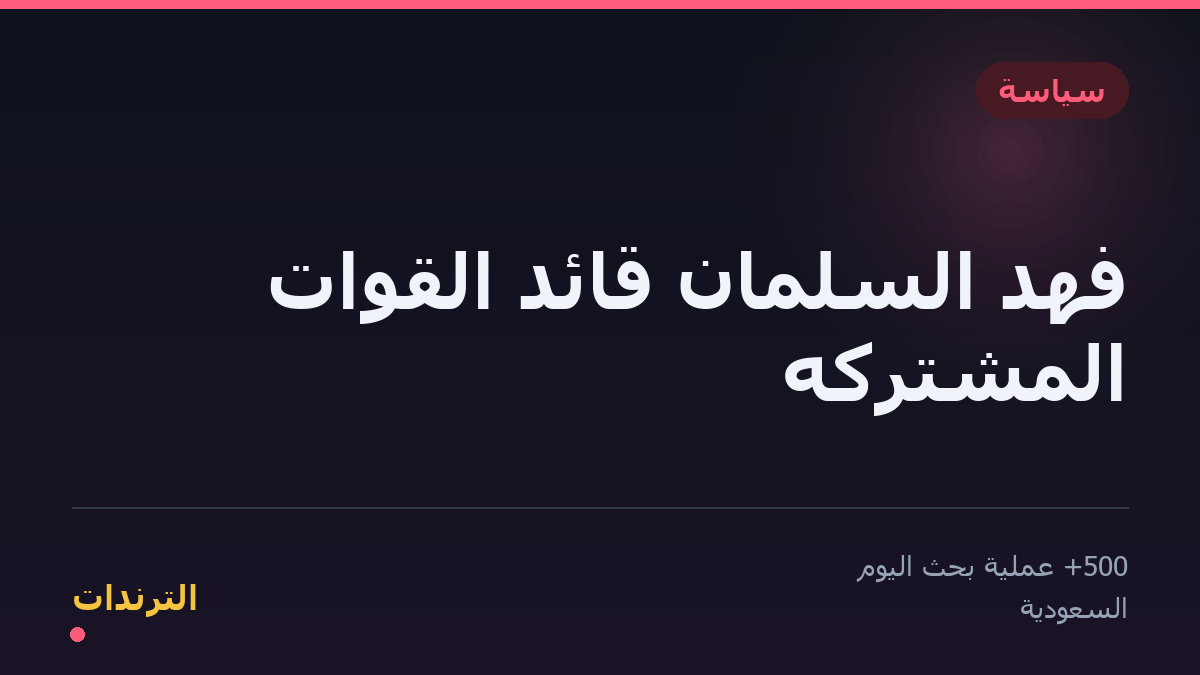 سياسة
فهد السلمان قائد القوات
المشتركه
500+ عملية بحث اليوم
السعودية
الترندات